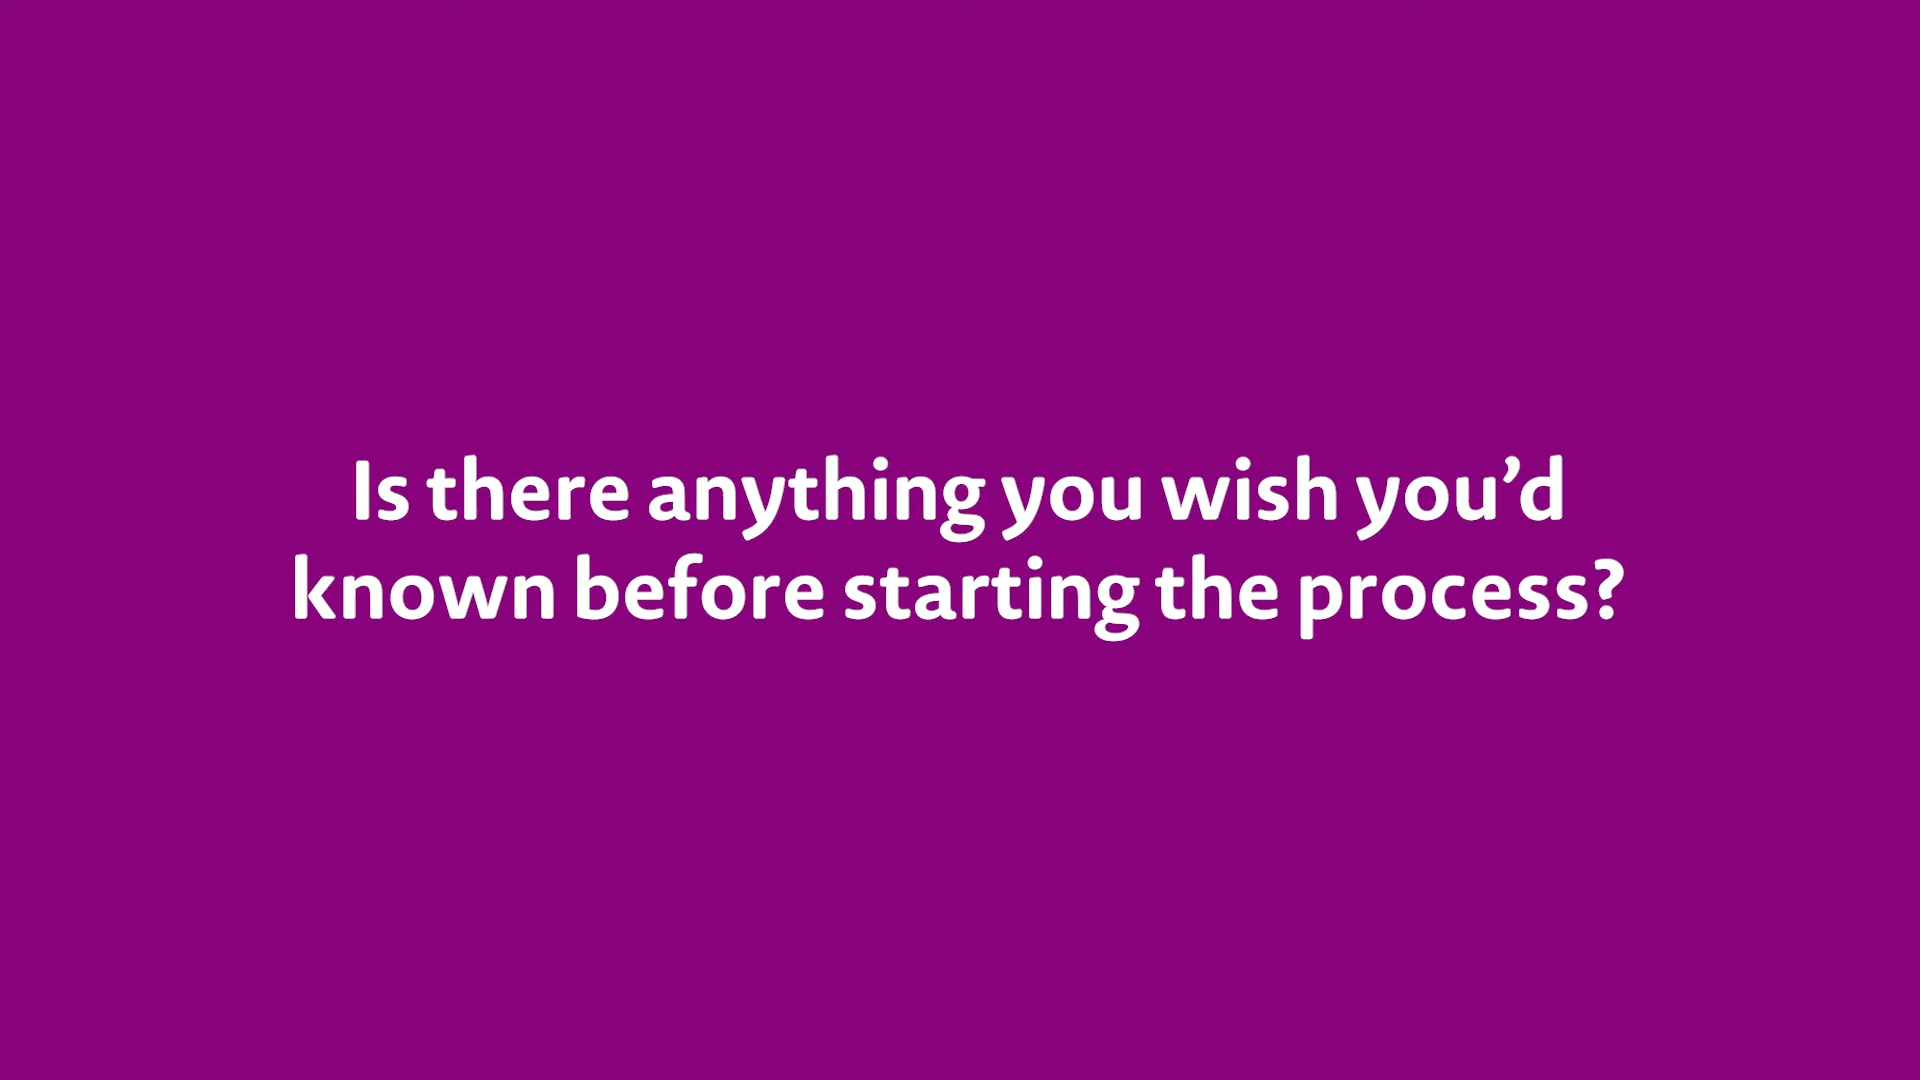 Is there anything you wish you’d
known before starting the process?